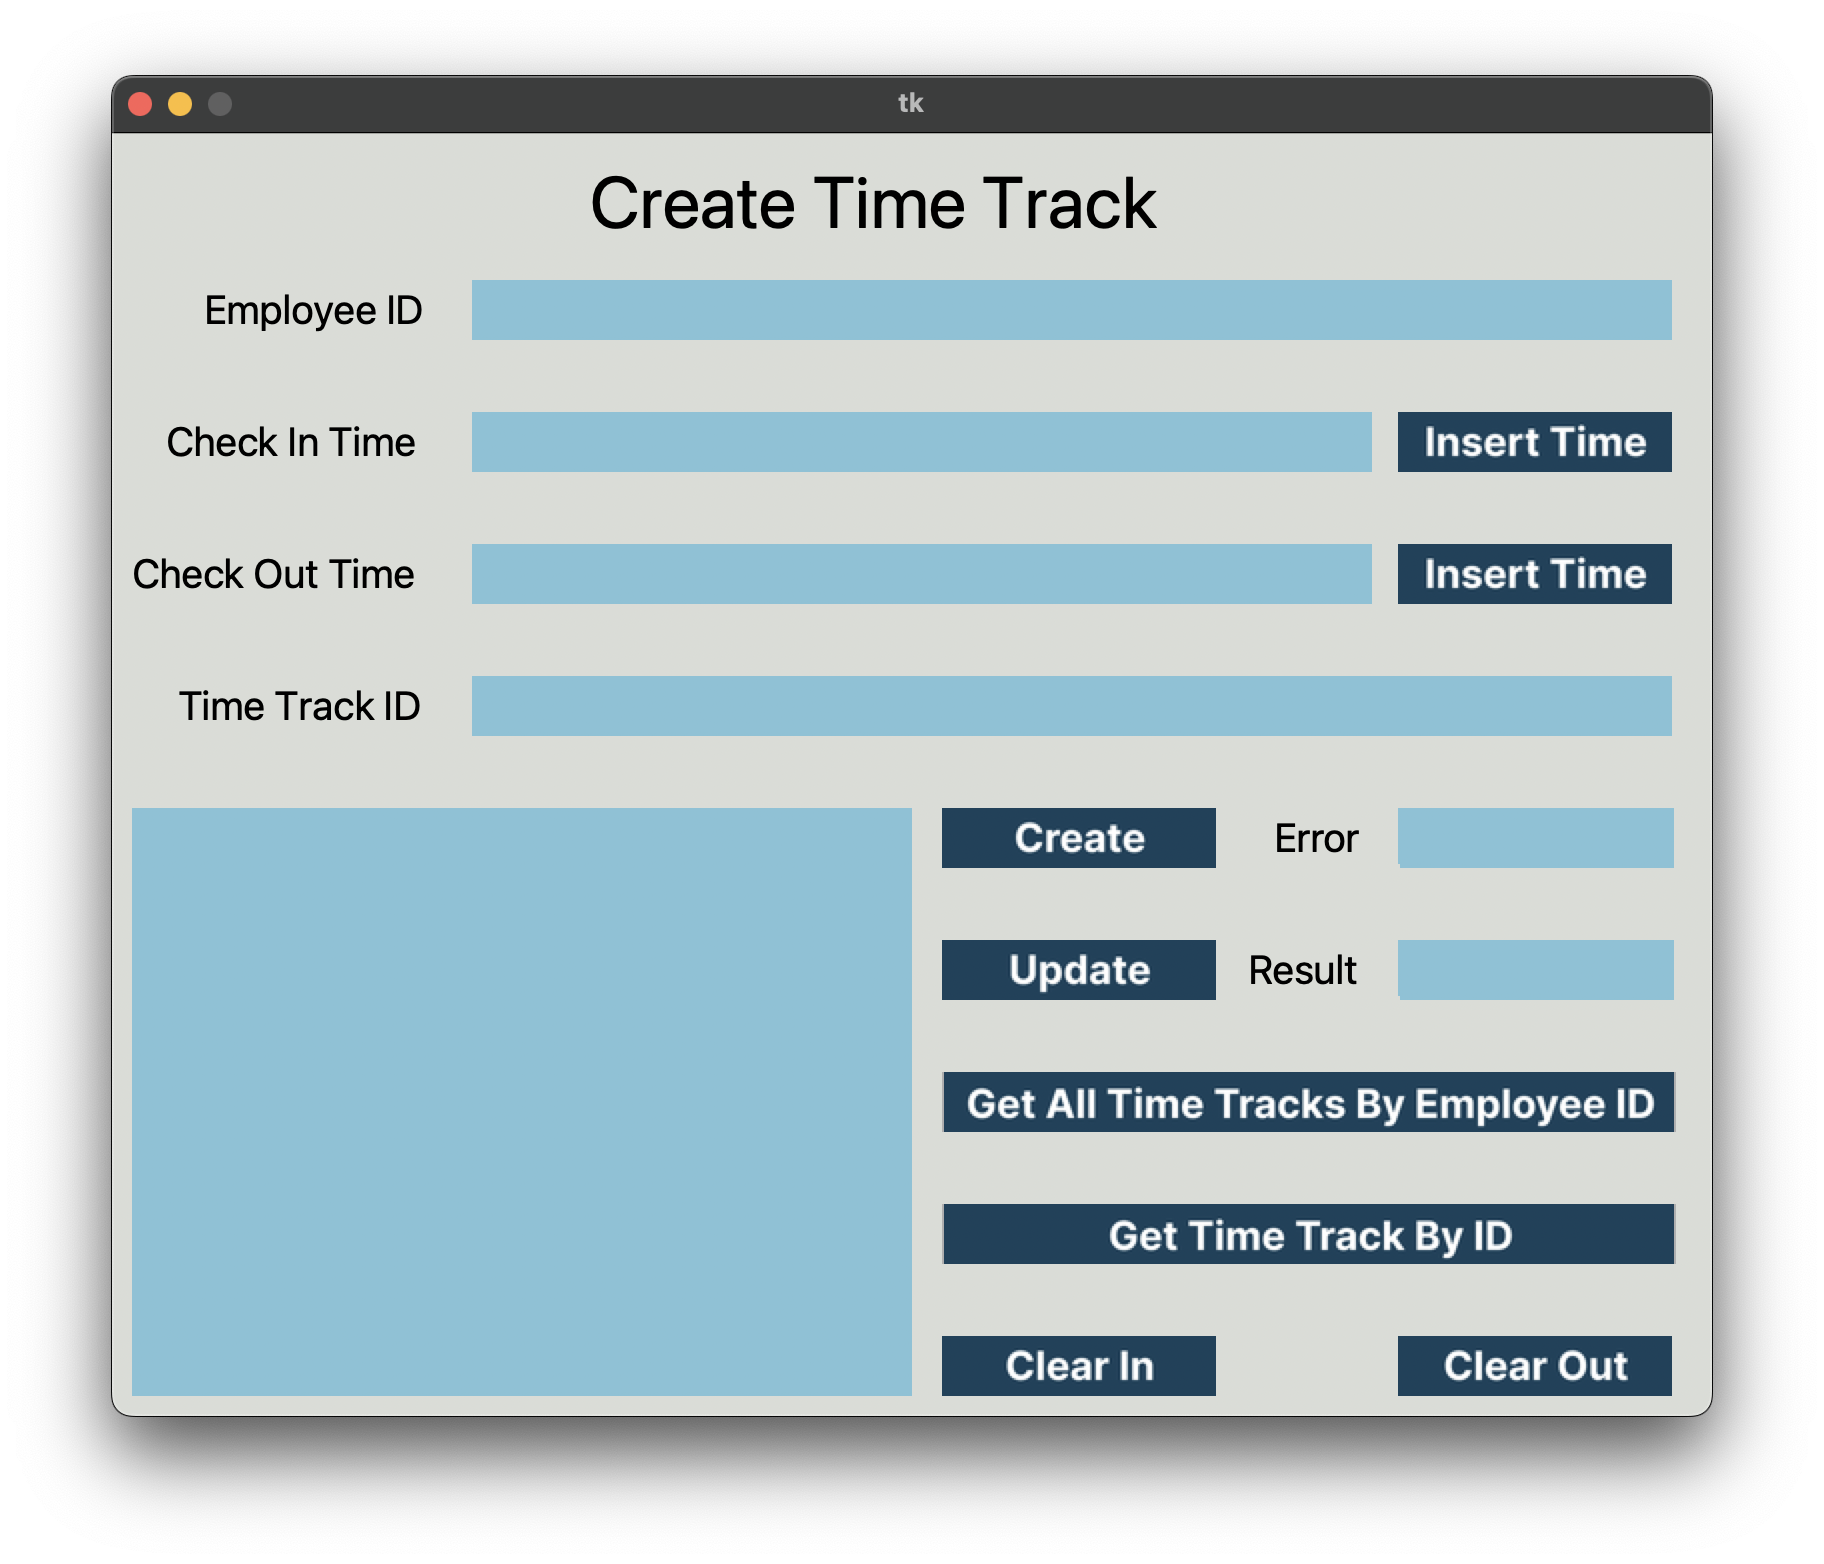 tk
Create Time Track
Employee ID
Check In Time
Insert Time
Check Out Time
Insert Time
Time Track ID
Create
Error
Update
Result
Get All Time Tracks By Employee ID
Get Time Track By ID
Clear In
Clear Out